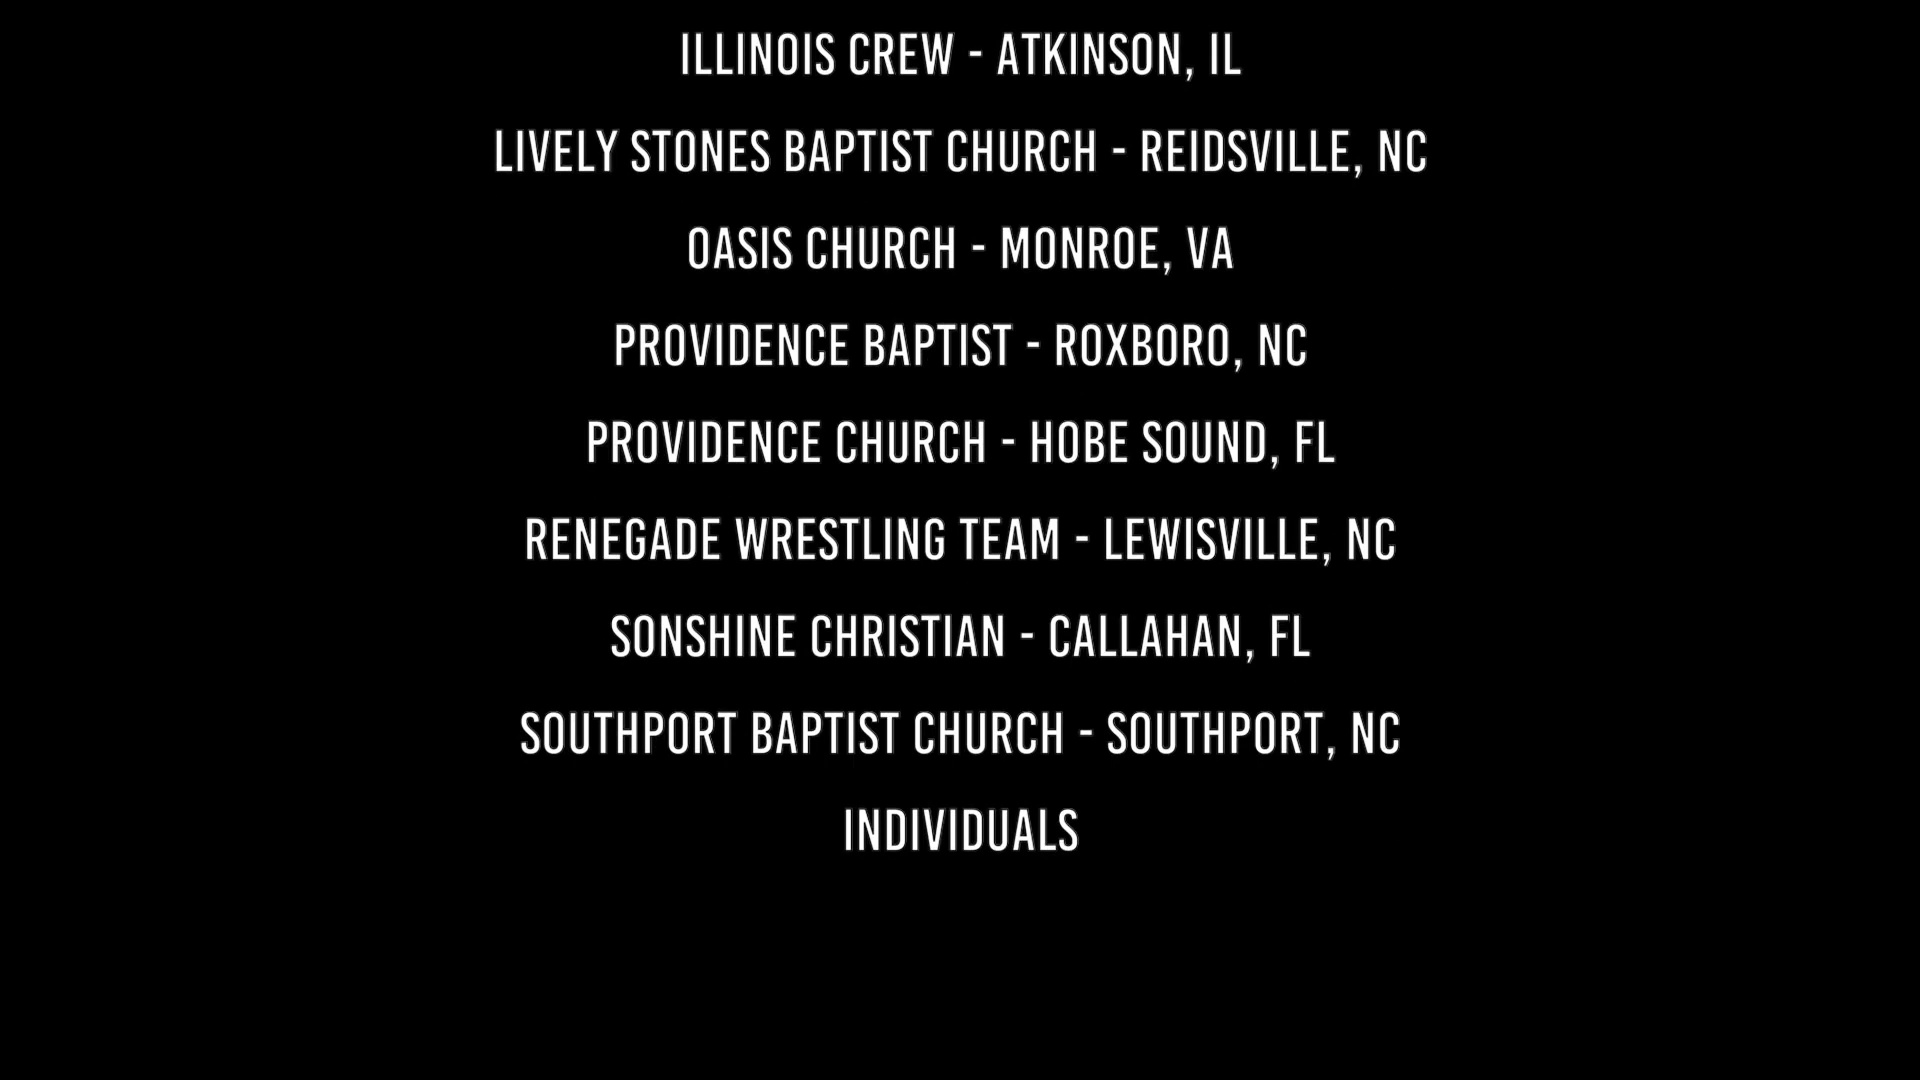 ILLINOIS CREW - ATKINSON, IL
LIVELY STONES BAPTIST CHURCH - REIDSVILLE, NC
OASIS CHURCH - MONROE, VA
PROVIDENCE BAPTIST - ROXBORO, NC
PROVIDENCE CHURCH - HOBE SOUND, FL
RENEGADE WRESTLING TEAM - LEWISVILLE, NC
SONSHINE CHRISTIAN - CALLAHAN, FL
SOUTHPORT BAPTIST CHURCH - SOUTHPORT, NC
INDIVIDUALS